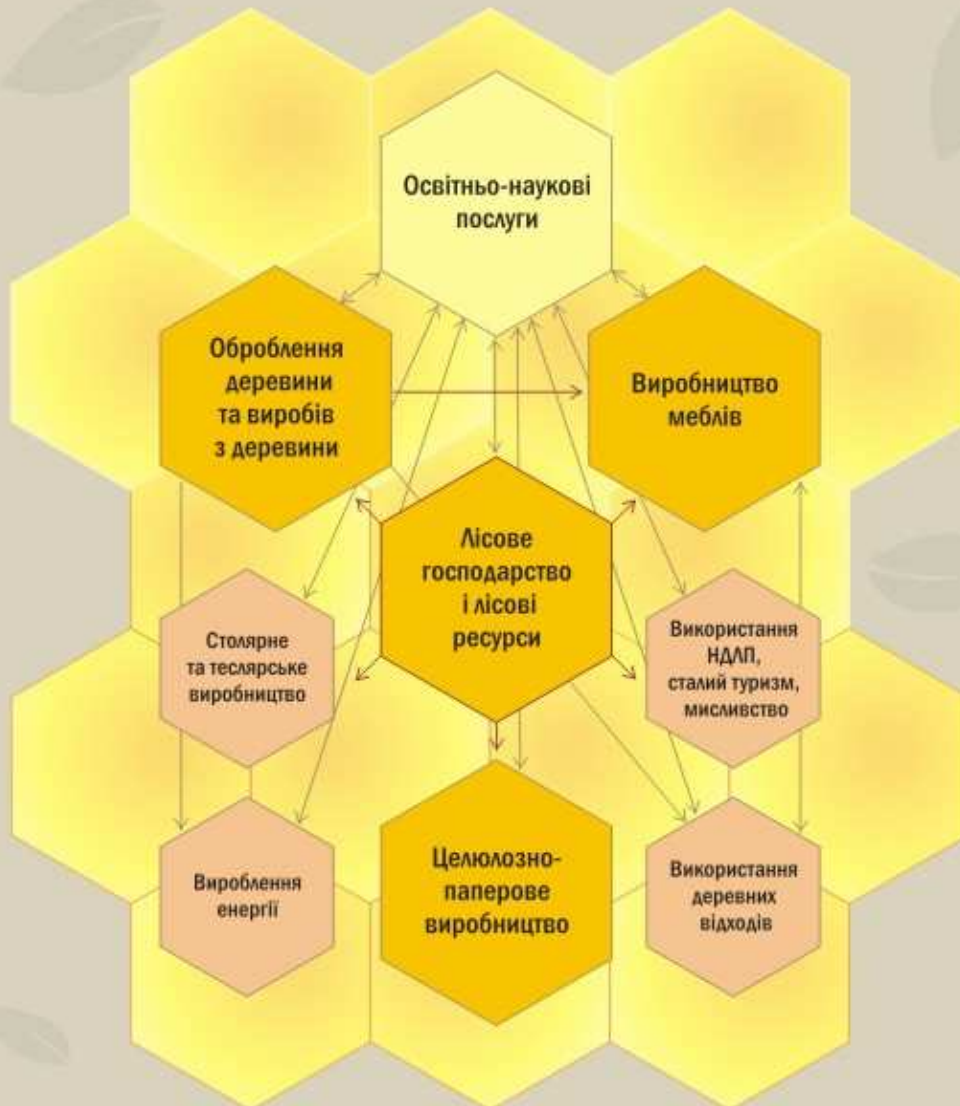 Освітньо-наукові
послуги
Оброблення
деревини
та виробів
з деревини
Виробництво
меблів
Лісове
господарство
і лісові
ресурси
Столярне
та теслярське
виробництво
Використання
НДЛП,
сталий туризм,
мисливство
Вироблення
енергії
Целюлозно-
паперове
виробництво
Використання
деревних
відходів